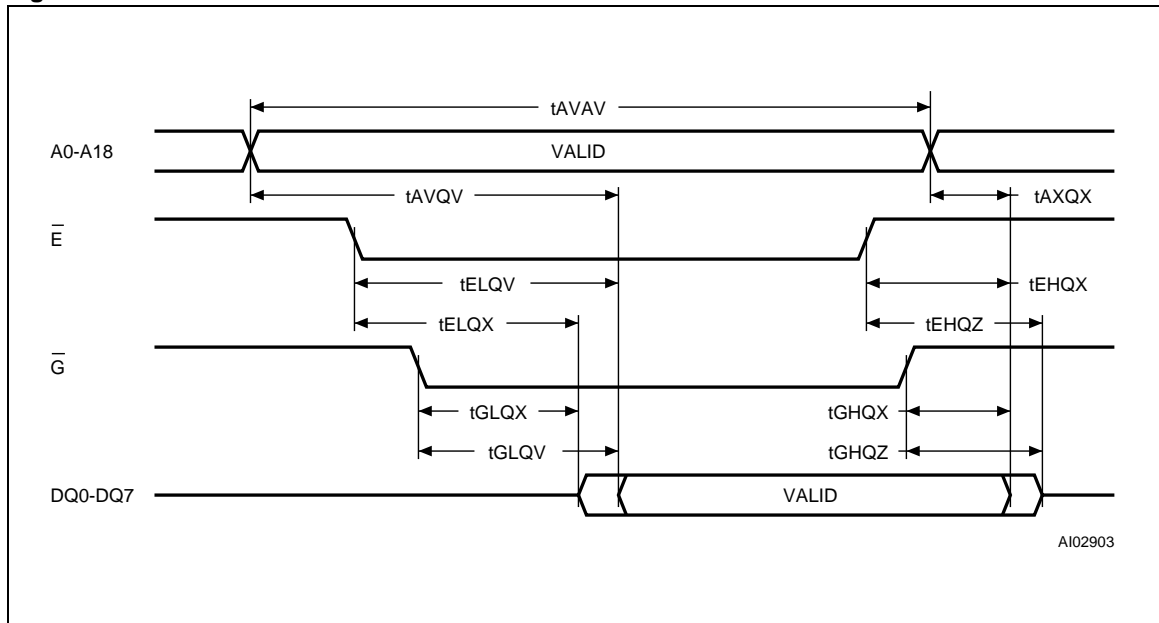 tAVAV
A0-A18
VALID
tAVQV
tAXQX
E
tELQV
tEHQX
tELQX
tEHQZ
G
tGLQX
tGHQX
tGLQV
tGHQZ
DQ0-DQ7
VALID
AI02903